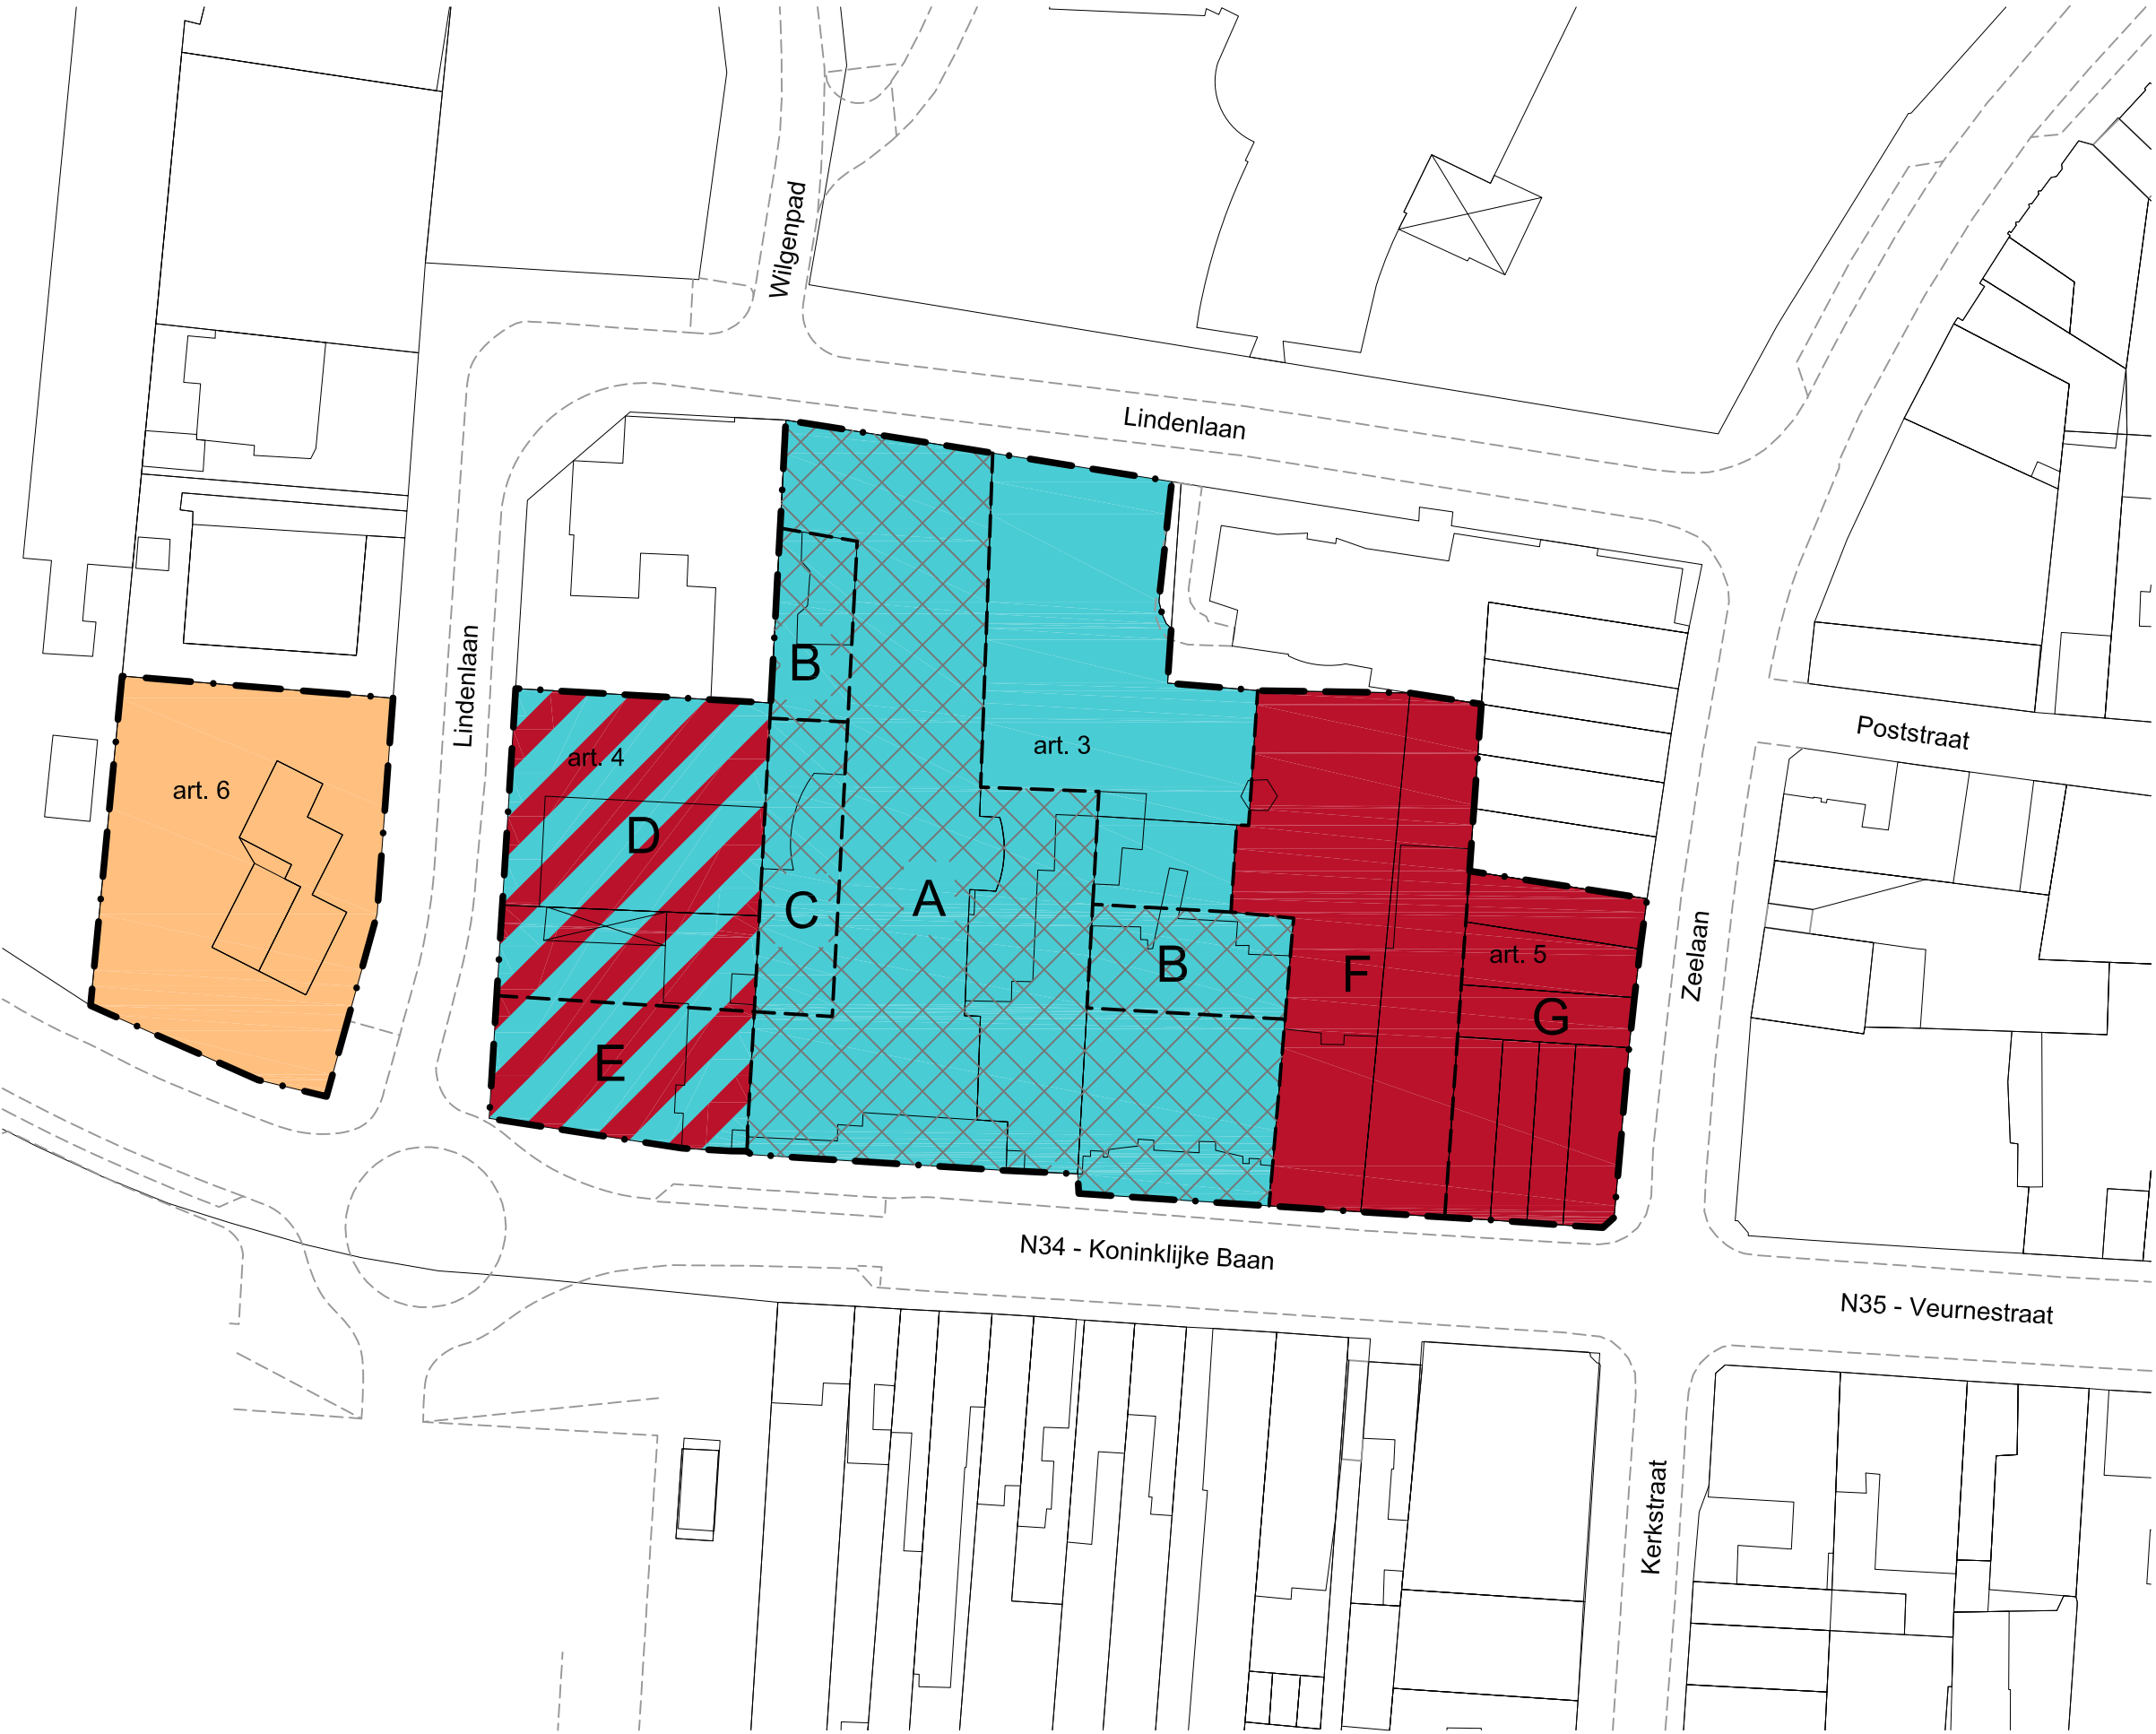 Wilgenpad
Lindenlaan
Lindenlaan
B
art. 3
art. 4
Poststraat
art. 6
D
C
A
B
F
art. 5
G
Zeelaan
E
N34 - Koninklijke Baan
N35 - Veurnestraat
Kerkstraat